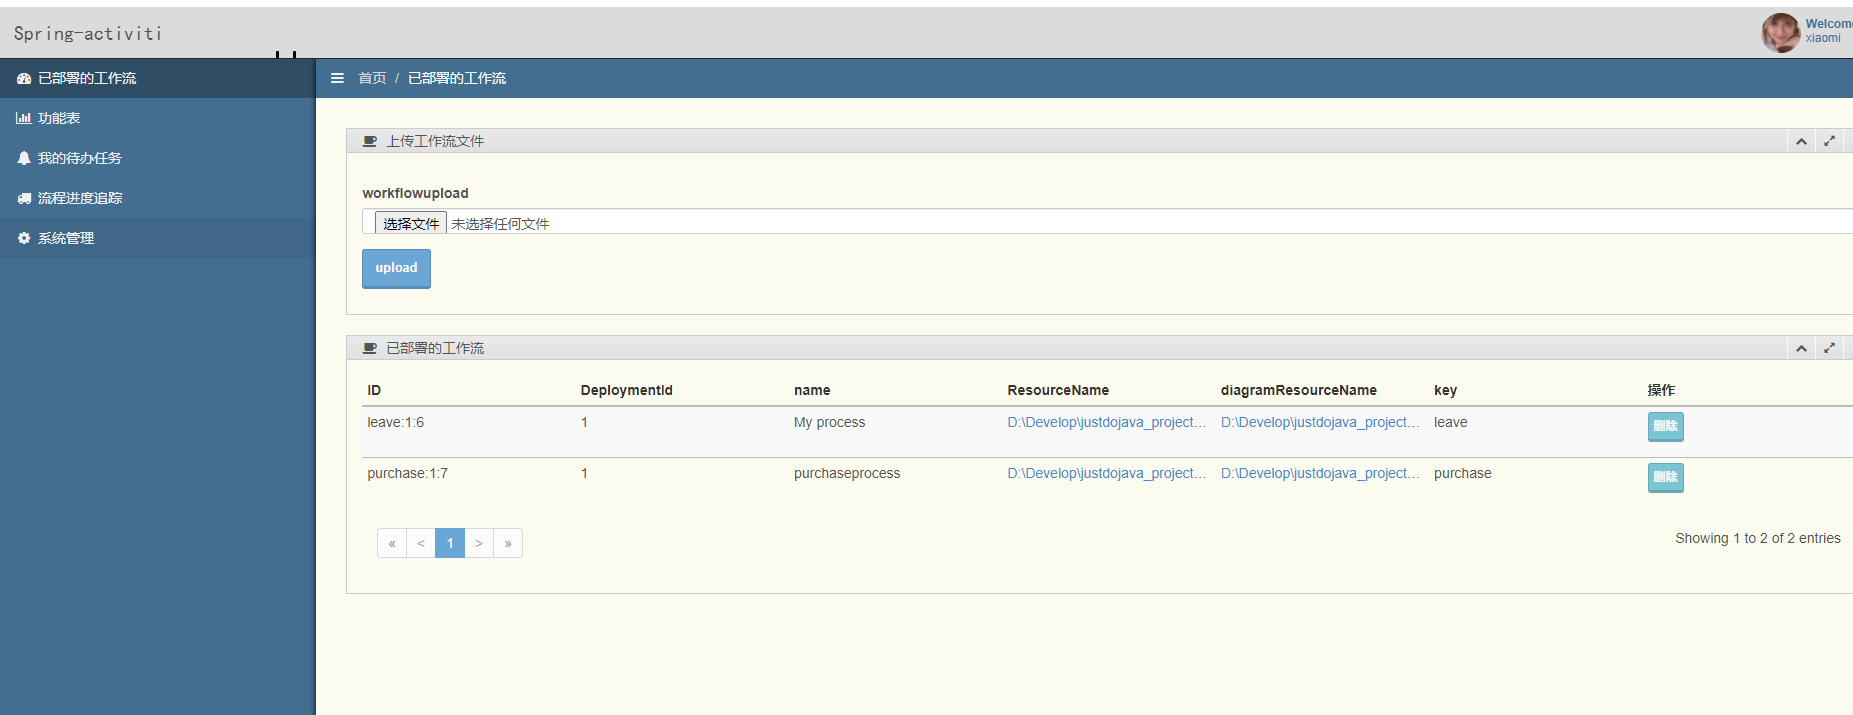 Spring-activiti
Welcome
xiaomi
已部署的工作流
功能表
我的待办任务
流程进度追踪
系统管理
首页 / 已部署的工作流
上传工作流文件
workflowupload
选择文件 未选择任何文件
upload
已部署的工作流
ID DeploymentId name ResourceName diagramResourceName key 操作
leave:1:6 1 My process D:\Develop\justdojava_project... D:\Develop\justdojava_project... leave 删除
purchase:1:7 1 purchaseprocess D:\Develop\justdojava_project... D:\Develop\justdojava_project... purchase 删除
« < 1 > »
Showing 1 to 2 of 2 entries